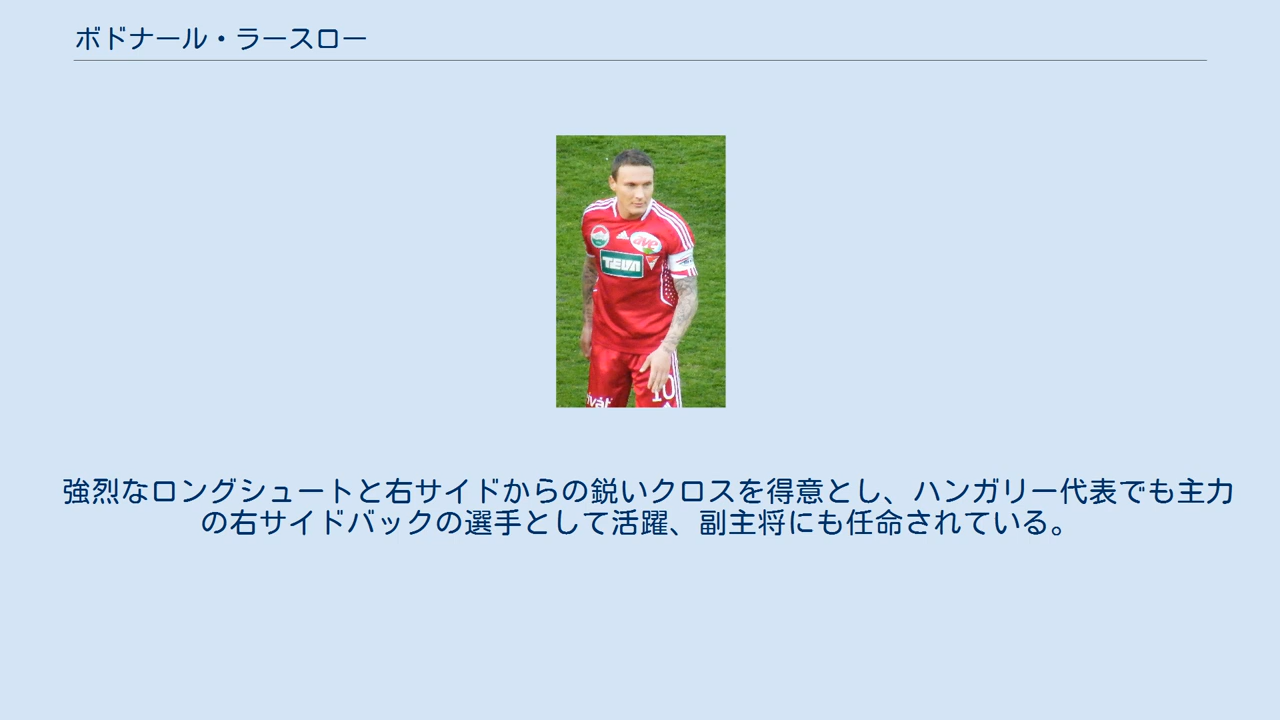 ボドナール・ラースロー
avp
TEVA
10
強烈なロングシュートと右サイドからの鋭いクロスを得意とし、ハンガリー代表でも主力
の右サイドバックの選手として活躍、副主将にも任命されている。